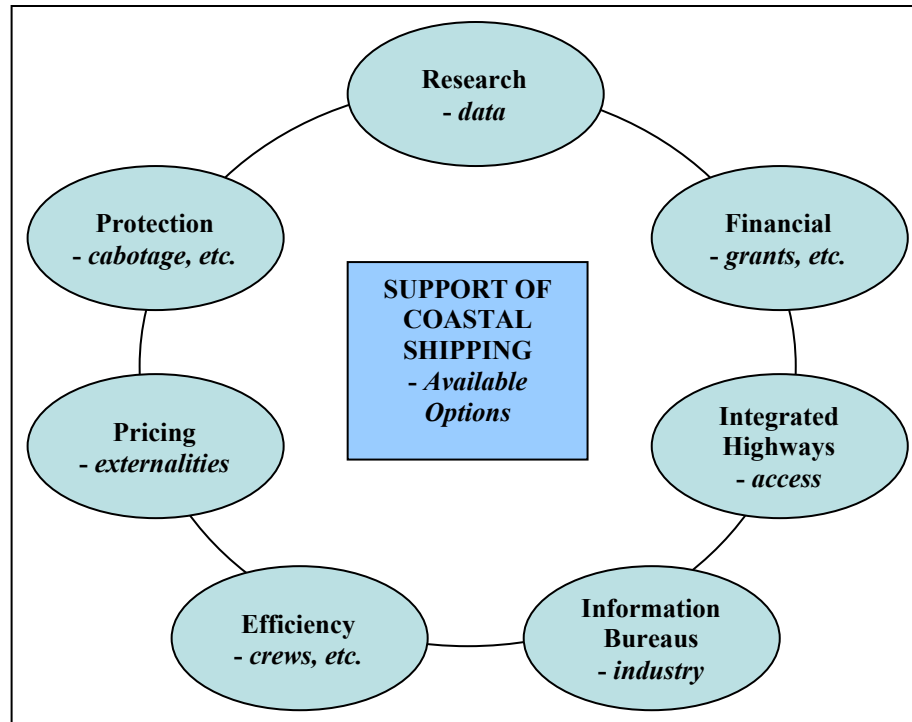 Research
- data
Protection
- cabotage, etc.
Financial
- grants, etc.
SUPPORT OF
COASTAL
SHIPPING
- Available
Options
Pricing
- externalities
Integrated
Highways
- access
Efficiency
- crews, etc.
Information
Bureaus
- industry